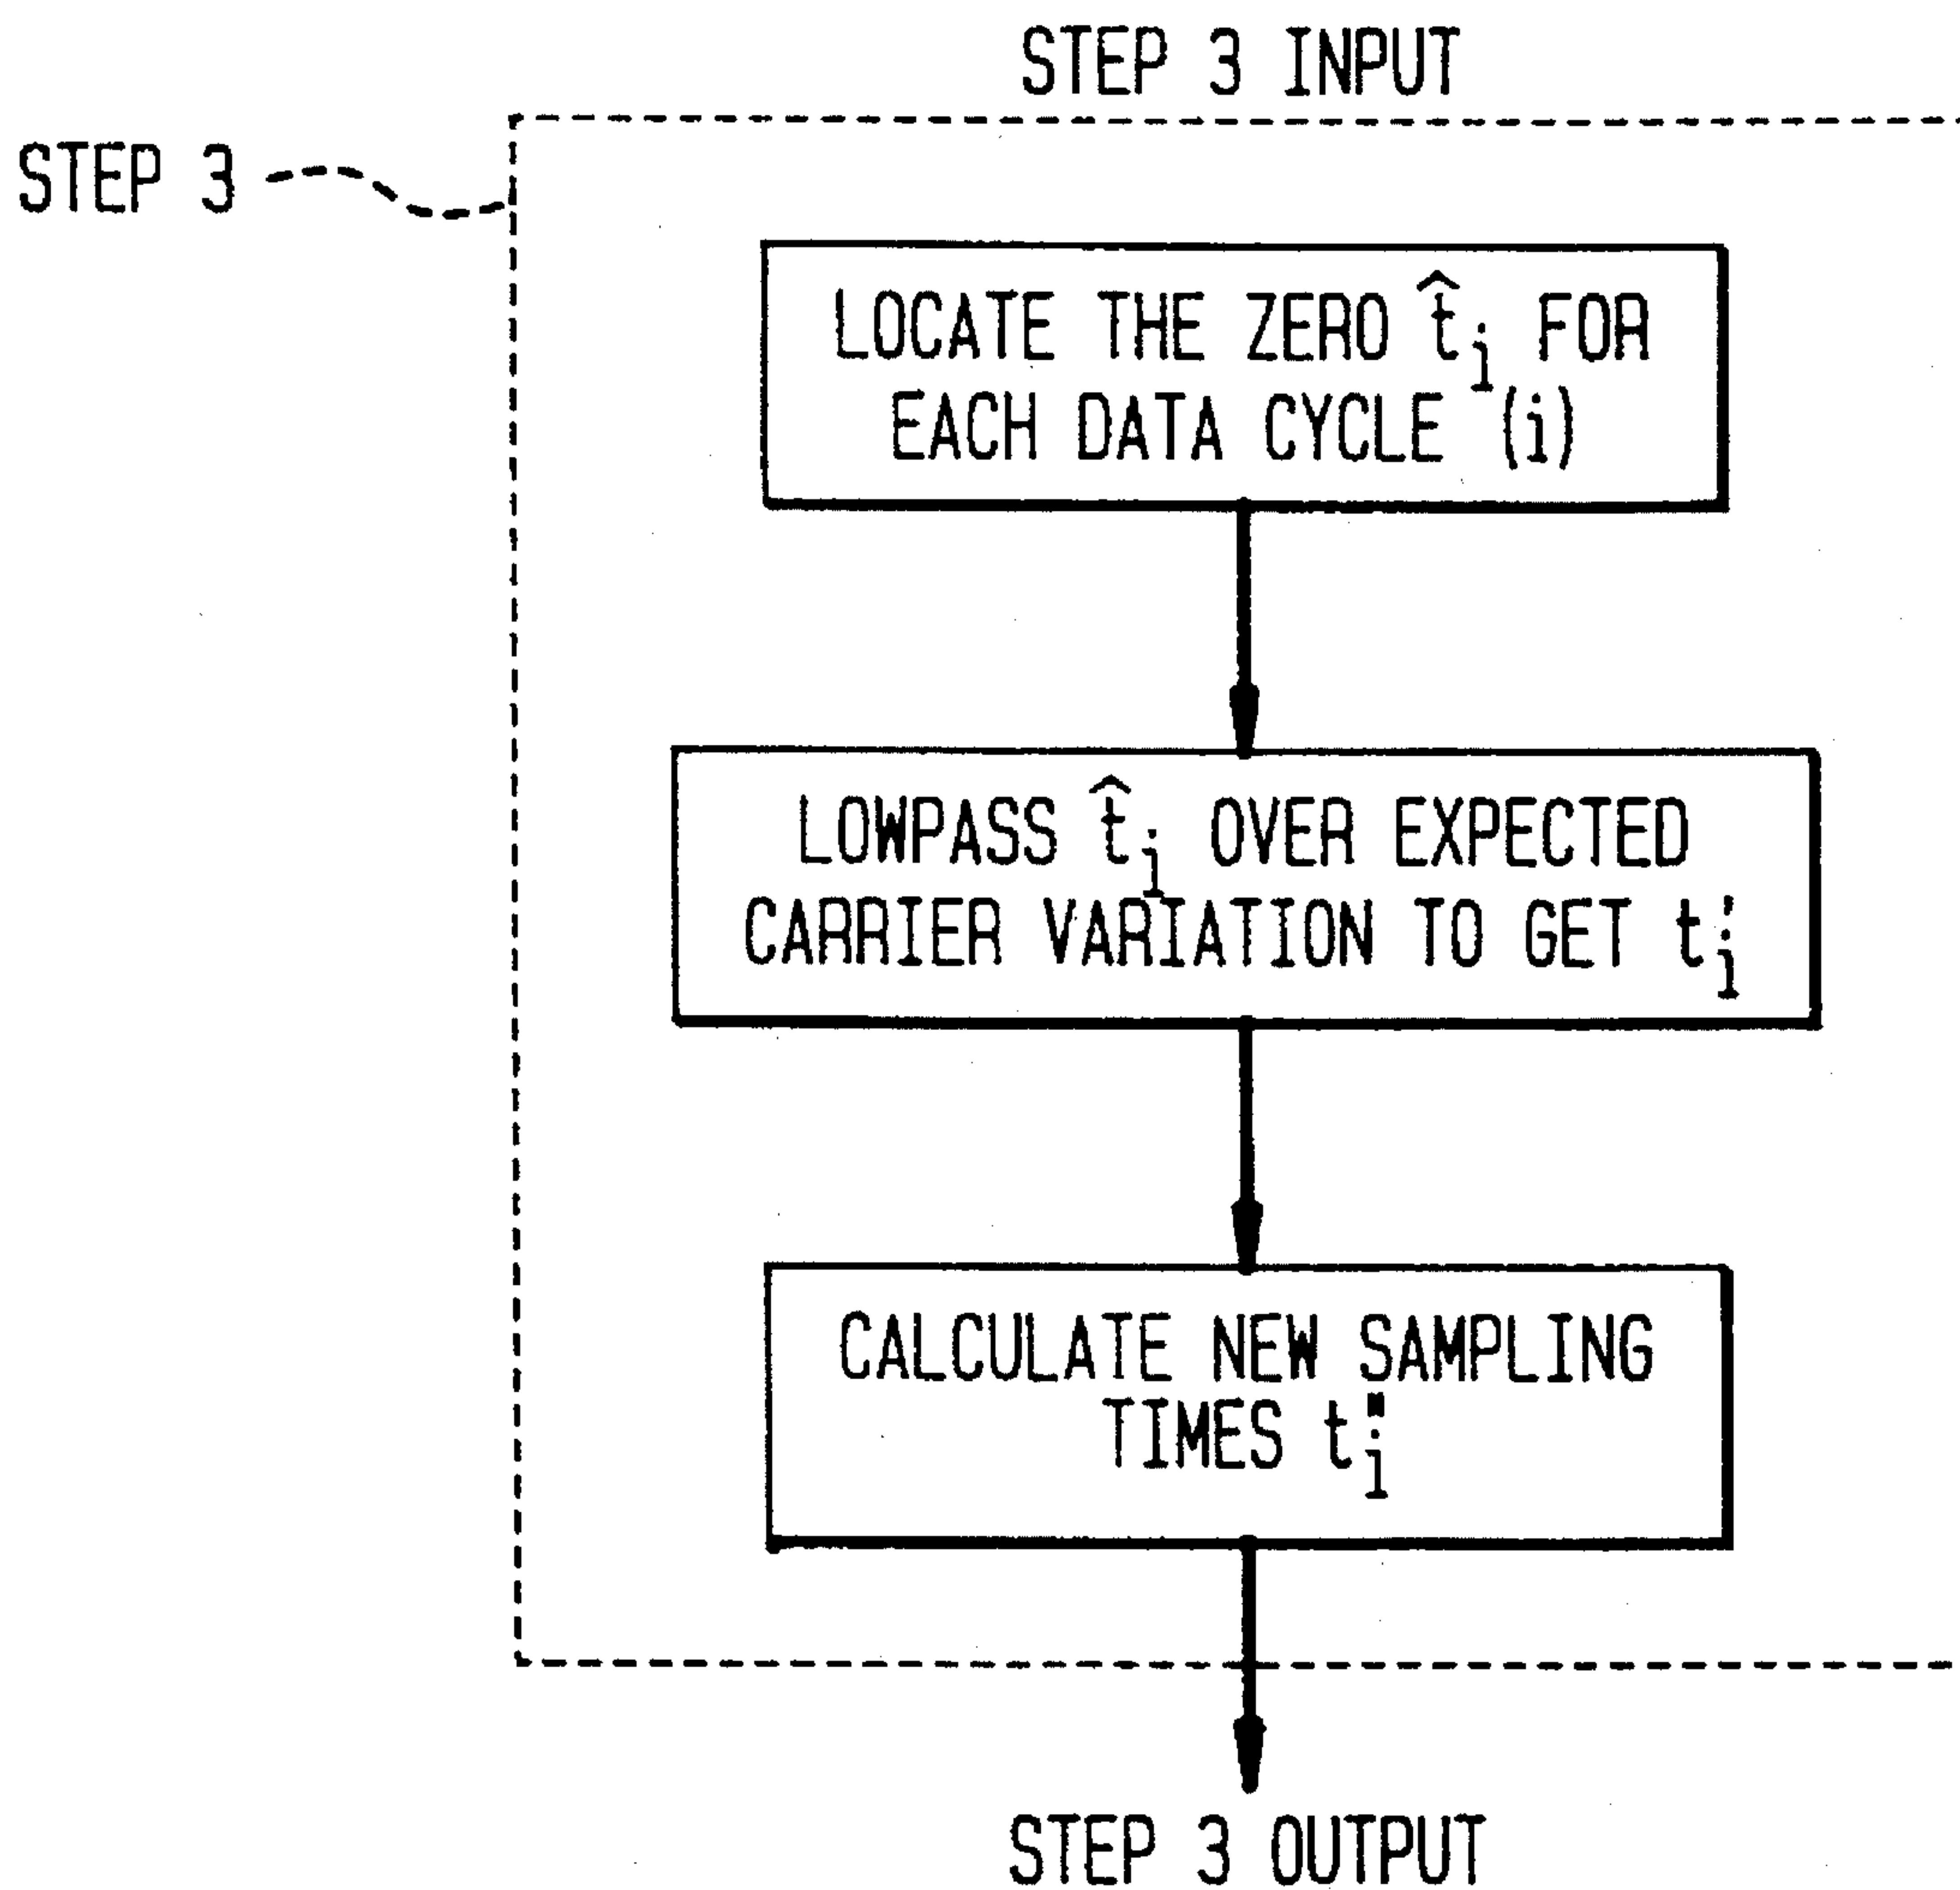 STEP 3 INPUT
STEP 3
LOCATE THE ZERO t̂i FOR
EACH DATA CYCLE (i)
LOWPASS t̂i OVER EXPECTED
CARRIER VARIATION TO GET t'i
CALCULATE NEW SAMPLING
TIMES t"i
STEP 3 OUTPUT